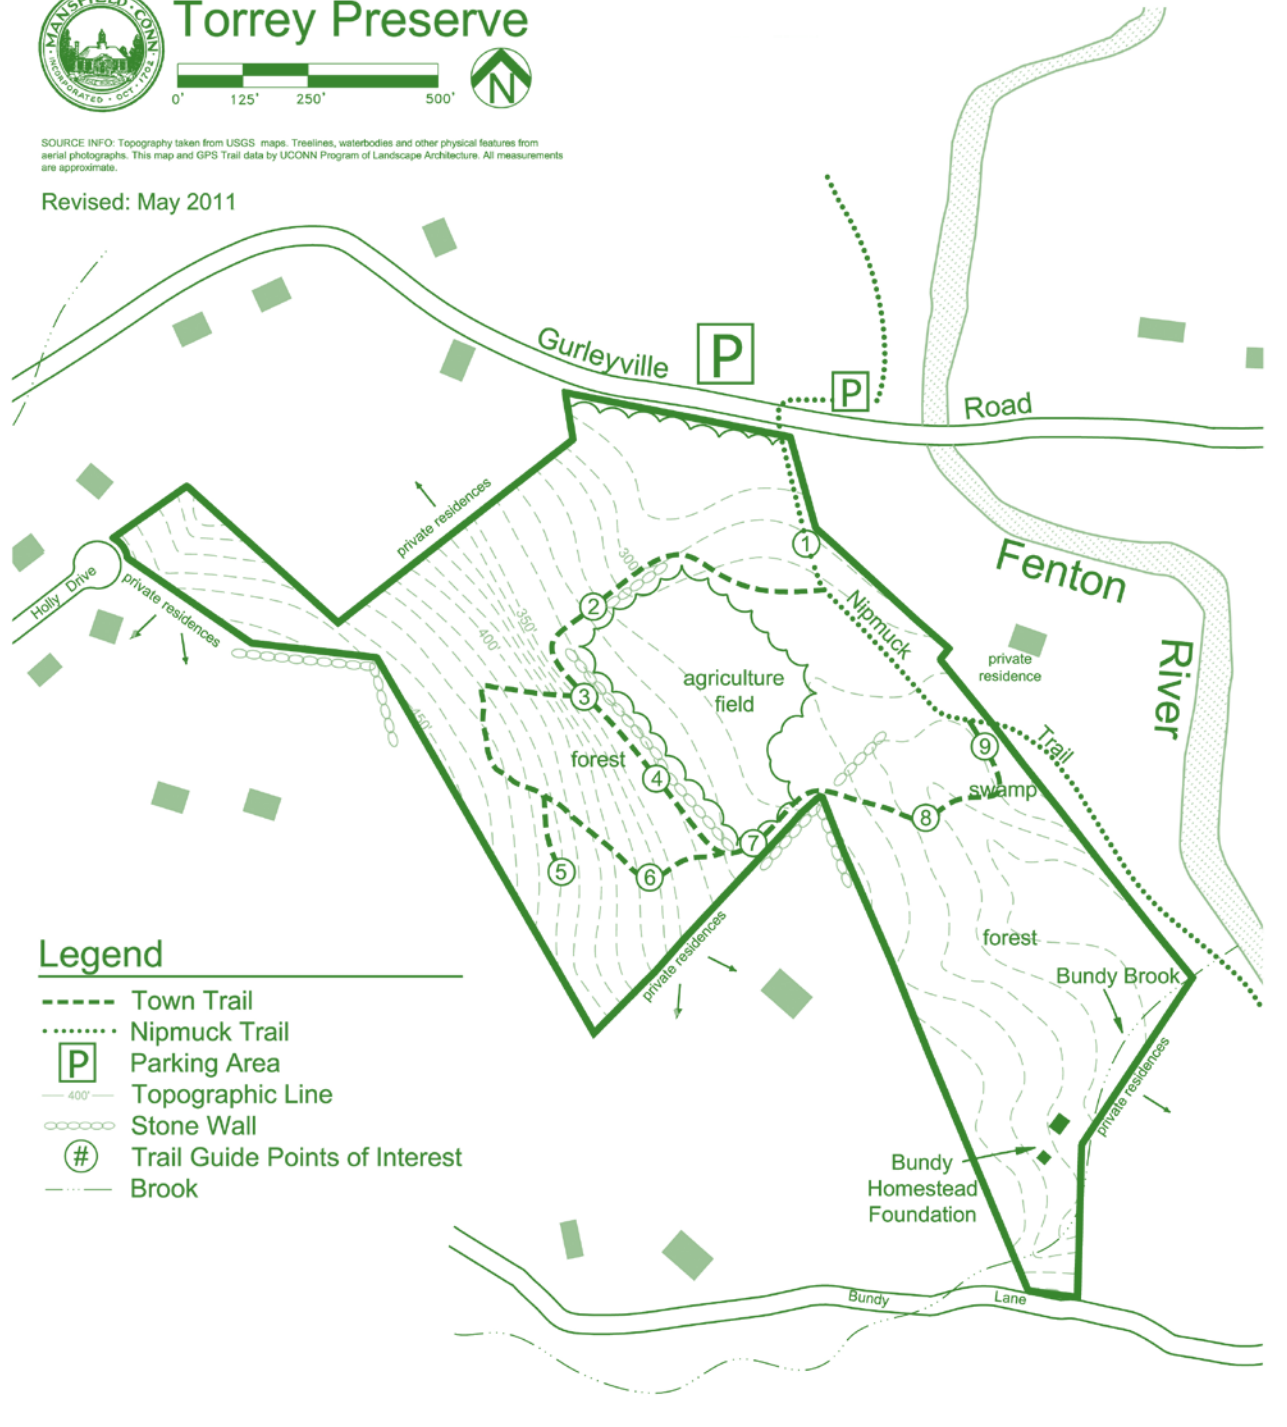 MANSFIELD · CONN.
INCORPORATED · OCT. 1702
Torrey Preserve
0' 125' 250' 500'
N
SOURCE INFO: Topography taken from USGS maps. Treelines, waterbodies and other physical features from
aerial photographs. This map and GPS Trail data by UCONN Program of Landscape Architecture. All measurements
are approximate.
Revised: May 2011
Gurleyville
P
P
Road
private residences
Holly Drive
private residences
300'
350'
400'
450'
1
2
3
4
5
6
7
8
9
Nipmuck
Trail
Fenton
River
private
residence
agriculture
field
forest
swamp
forest
private residences
Bundy Brook
private residences
Bundy
Homestead
Foundation
Bundy Lane
Legend
Town Trail
Nipmuck Trail
P Parking Area
400' Topographic Line
Stone Wall
# Trail Guide Points of Interest
Brook